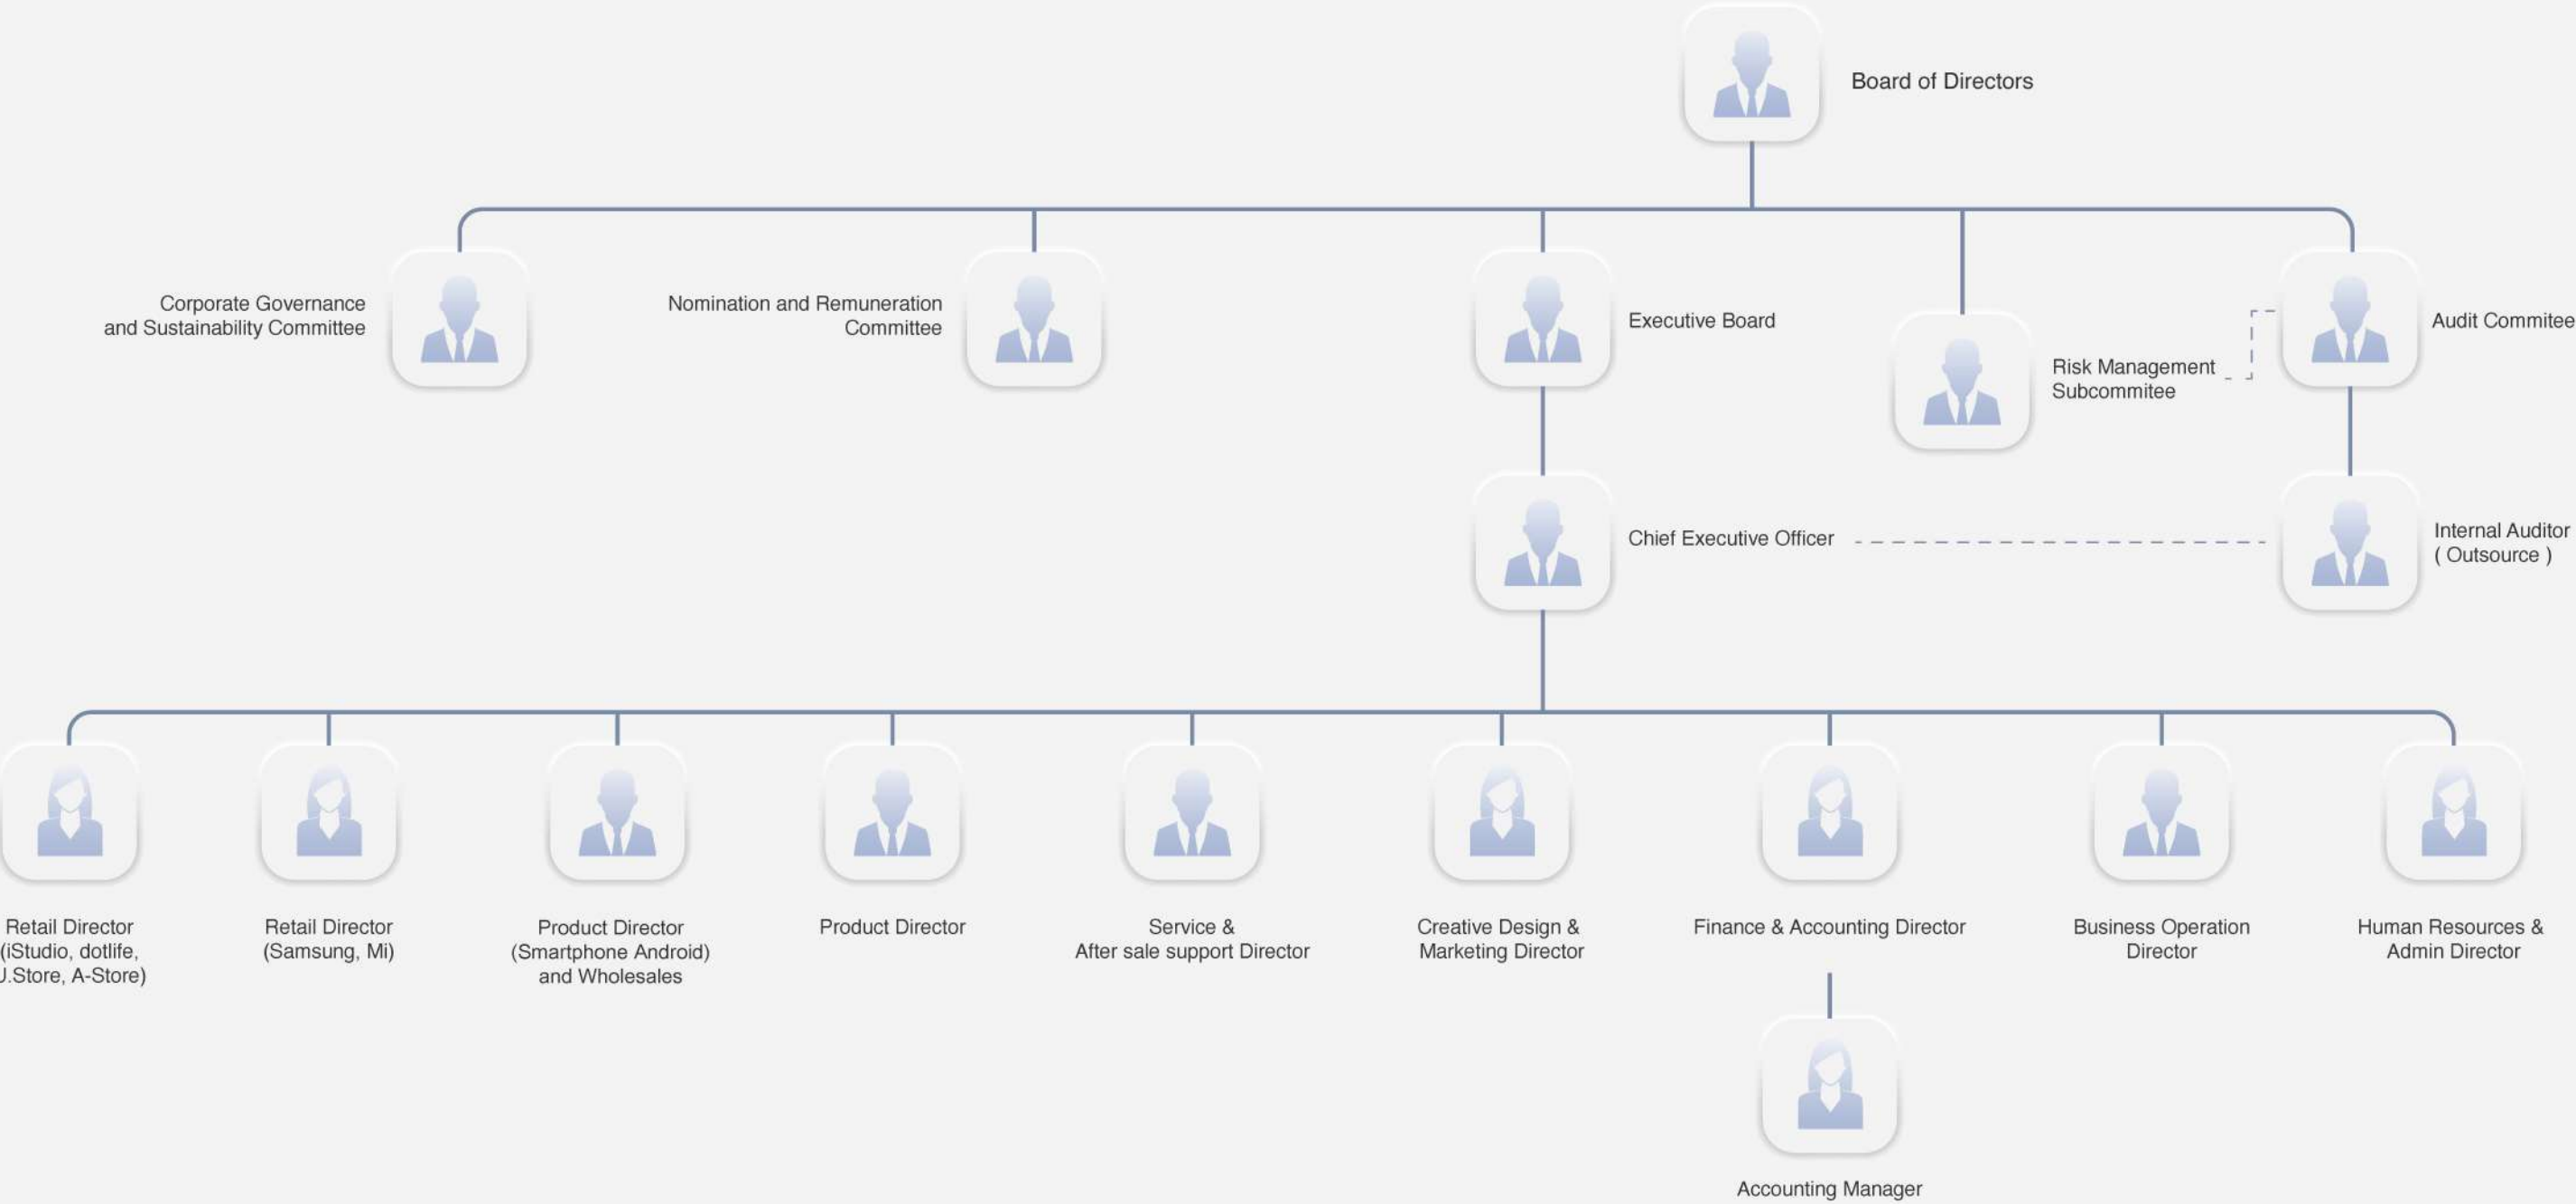 Board of Directors
Corporate Governance
and Sustainability Committee
Nomination and Remuneration
Committee
Executive Board
Risk Management
Subcommitee
Audit Commitee
Chief Executive Officer
Internal Auditor
( Outsource )
Retail Director
(iStudio, dotlife,
.Store, A-Store)
Retail Director
(Samsung, Mi)
Product Director
(Smartphone Android)
and Wholesales
Product Director
Service &
After sale support Director
Creative Design &
Marketing Director
Finance & Accounting Director
Business Operation
Director
Human Resources &
Admin Director
Accounting Manager